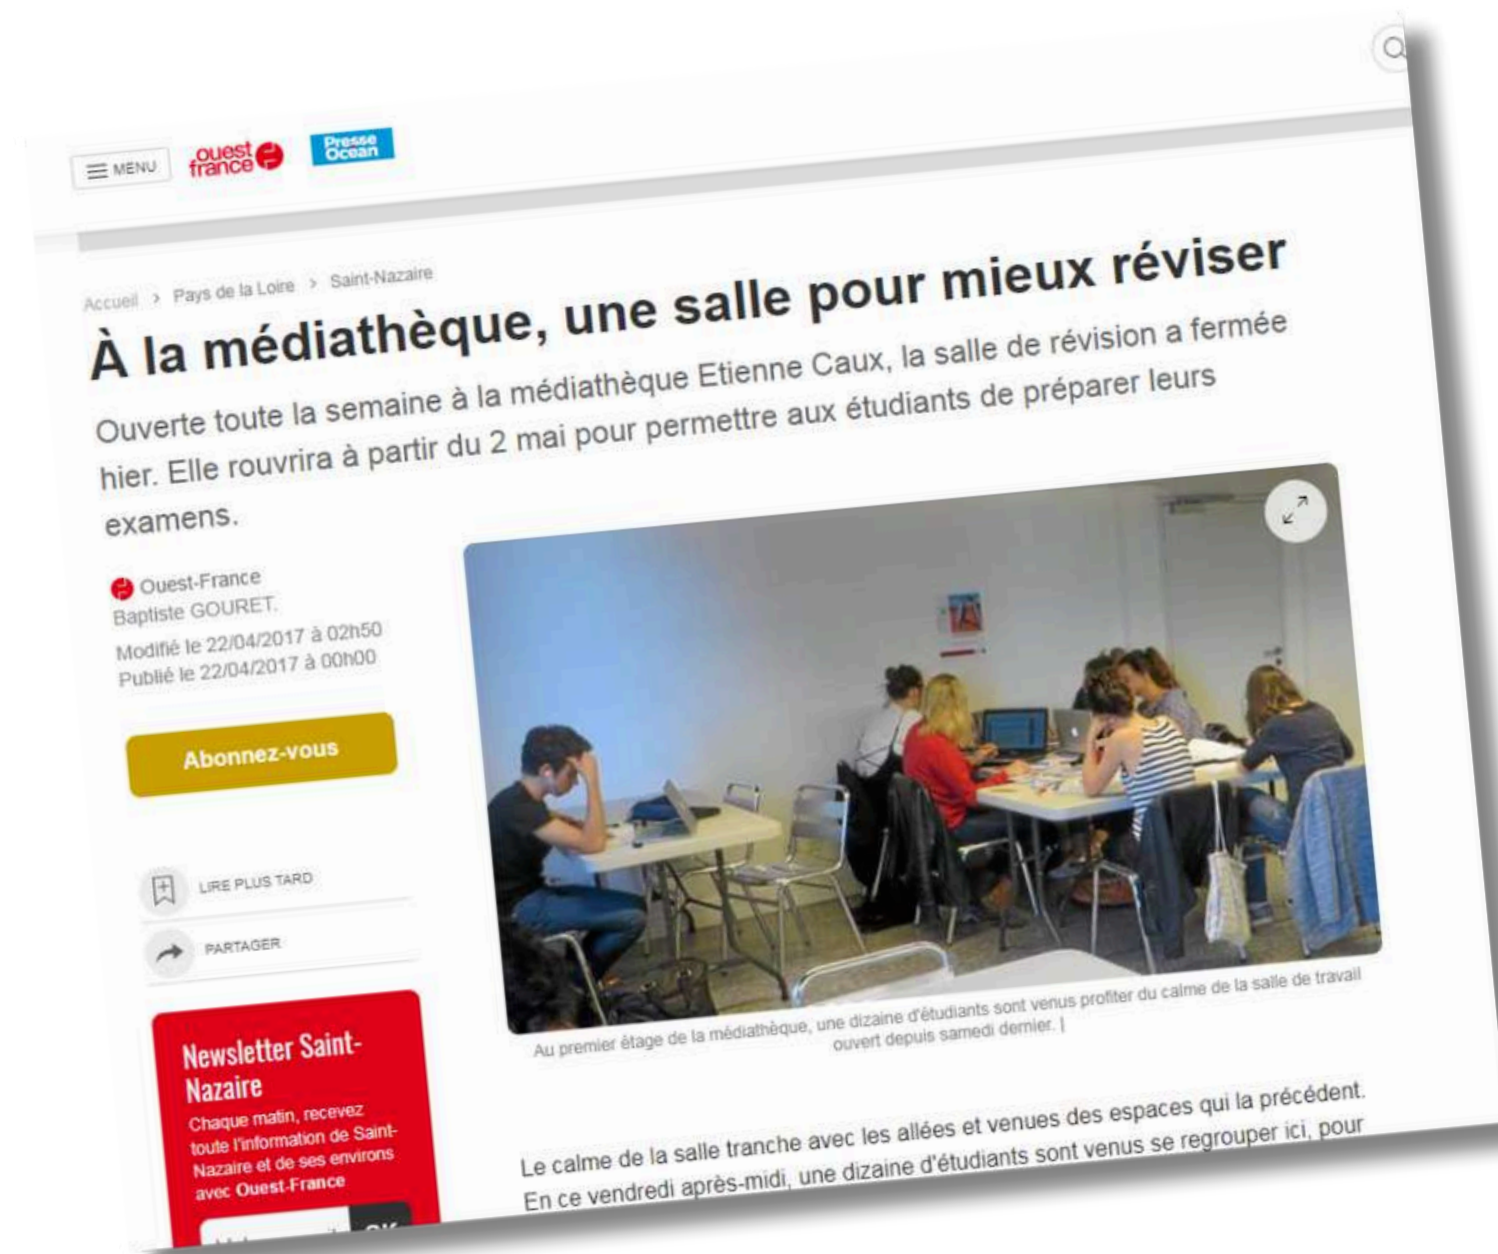 MENU
ouest
france
Presse
Océan
Accueil > Pays de la Loire > Saint-Nazaire
À la médiathèque, une salle pour mieux réviser
Ouverte toute la semaine à la médiathèque Etienne Caux, la salle de révision a fermée
hier. Elle rouvrira à partir du 2 mai pour permettre aux étudiants de préparer leurs
examens.
Ouest-France
Baptiste GOURET.
Modifié le 22/04/2017 à 02h50
Publié le 22/04/2017 à 00h00
Abonnez-vous
LIRE PLUS TARD
PARTAGER
Newsletter Saint-
Nazaire
Chaque matin, recevez
toute l'information de Saint-
Nazaire et de ses environs
avec Ouest-France
OK
Au premier étage de la médiathèque, une dizaine d'étudiants sont venus profiter du calme de la salle de travail
ouvert depuis samedi dernier. |
Le calme de la salle tranche avec les allées et venues des espaces qui la précédent.
En ce vendredi après-midi, une dizaine d'étudiants sont venus se regrouper ici, pour